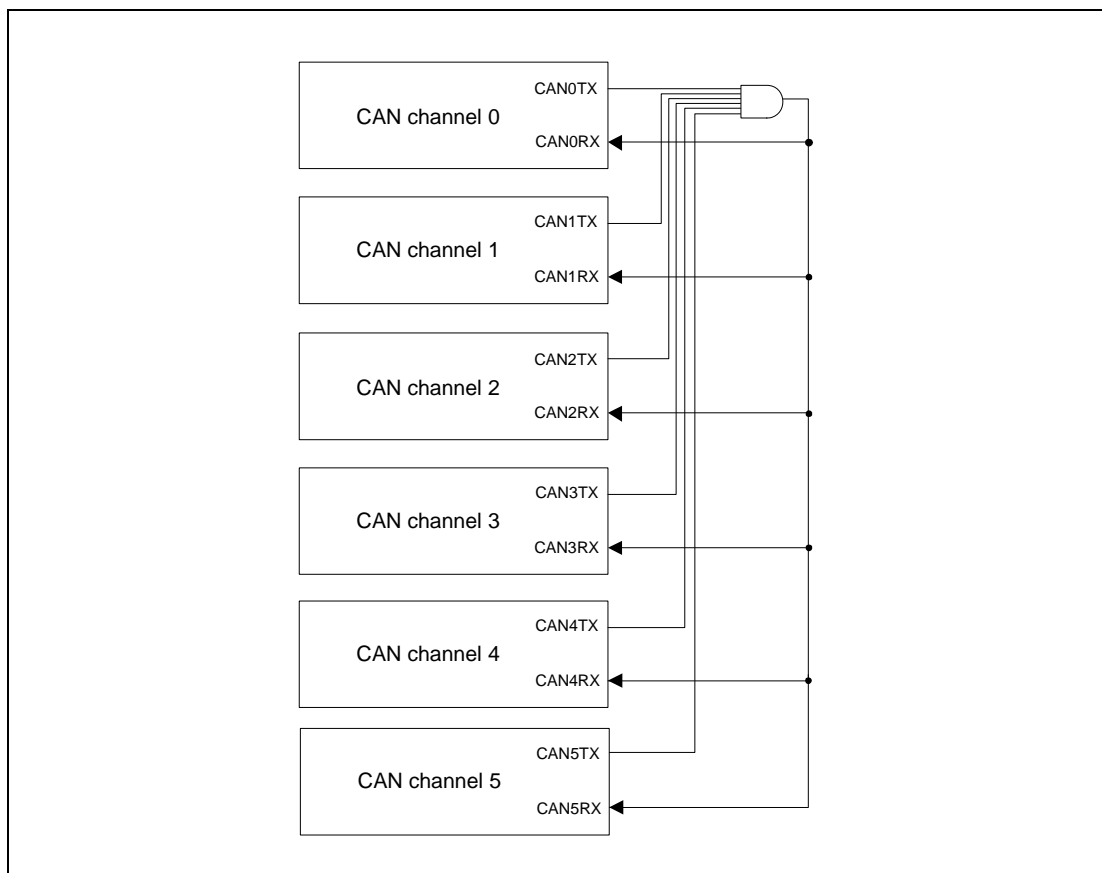 CAN0TX
CAN channel 0
CAN0RX
CAN1TX
CAN channel 1
CAN1RX
CAN2TX
CAN channel 2
CAN2RX
CAN3TX
CAN channel 3
CAN3RX
CAN4TX
CAN channel 4
CAN4RX
CAN5TX
CAN channel 5
CAN5RX